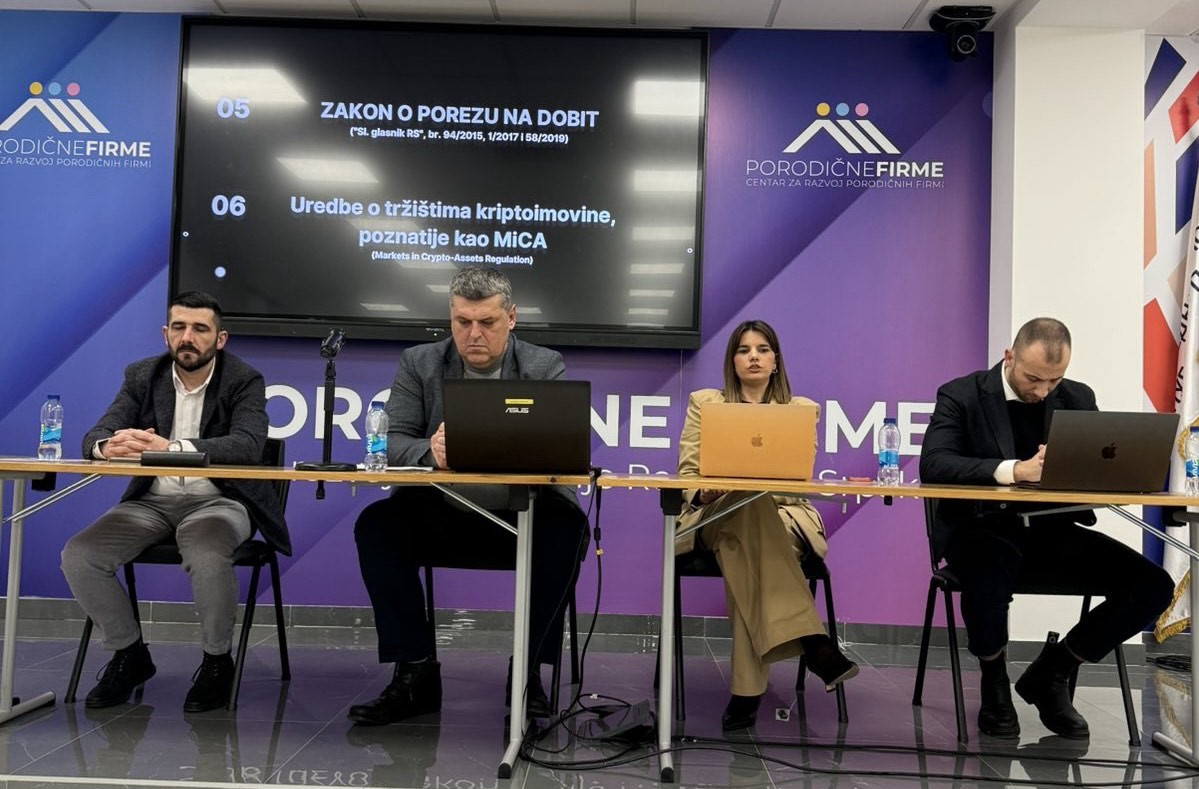 05
ZAKON O POREZU NA DOBIT
("Sl. glasnik RS", br. 94/2015, 1/2017 i 58/2019)
06
Uredbe o tržištima kriptoimovine,
poznatije kao MiCA
(Markets in Crypto-Assets Regulation)
RODIČNEFIRME
ZA RAZVOJ PORODIČNIH FIRMI
PORODIČNEFIRME
CENTAR ZA RAZVOJ PORODIČNIH FIRMI
ASUS